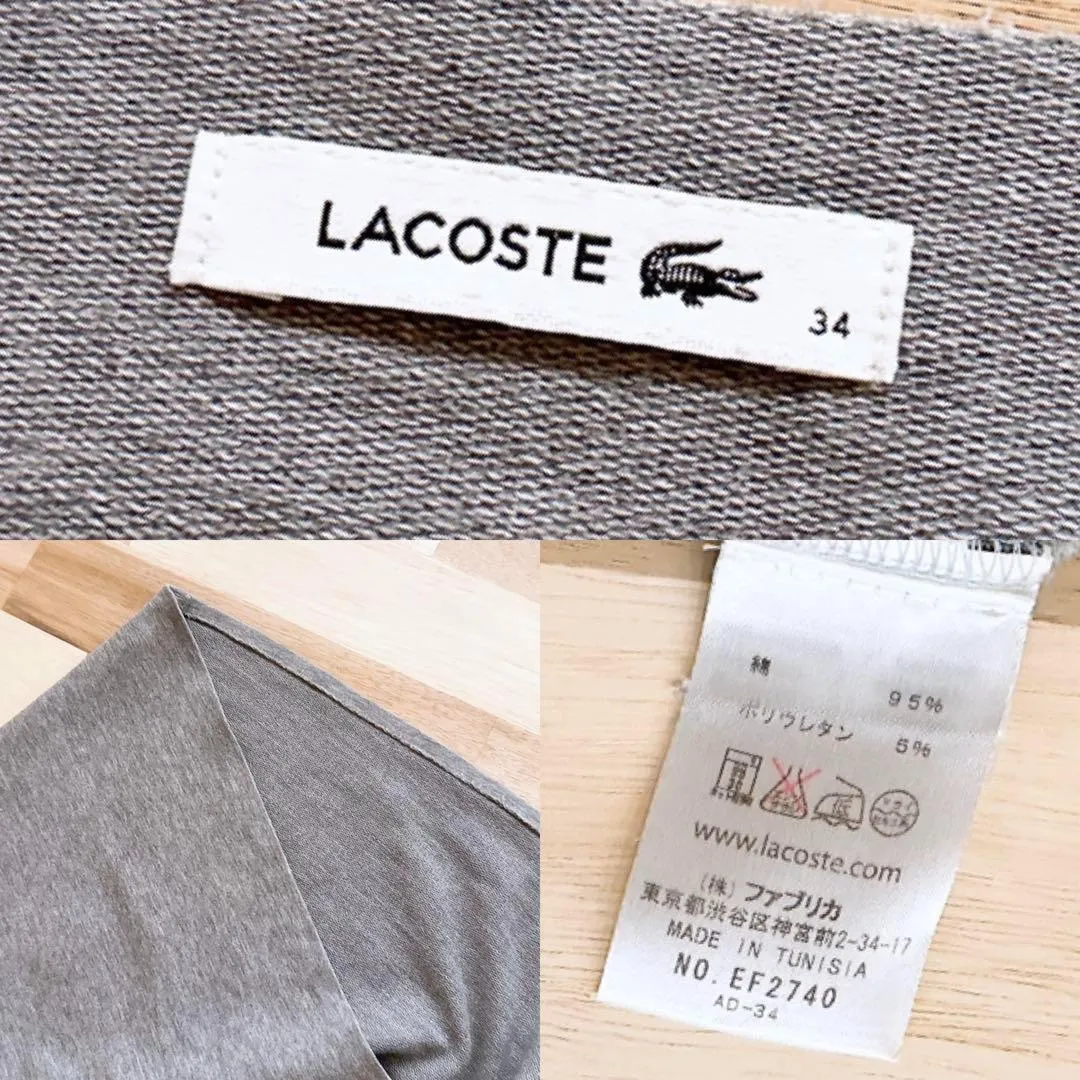 LACOSTE
34
綿 95%
ポリウレタン 5%
低
www.lacoste.com
(株) ファブリカ
東京都渋谷区神宮前2-34-17
MADE IN TUNISIA
NO. EF2740
AD-34